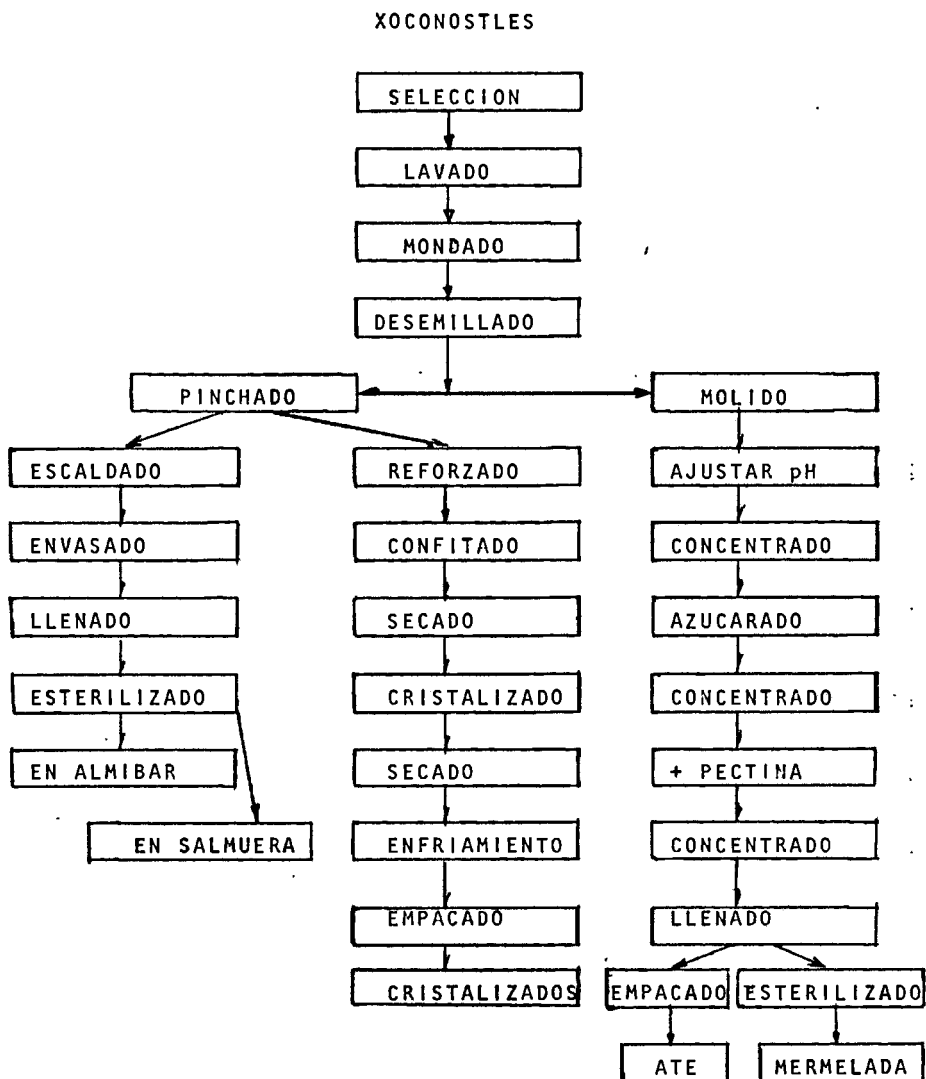 XOCONOSTLES
SELECCION
LAVADO
MONDADO
DESEMILLADO
PINCHADO MOLIDO
ESCALDADO REFORZADO AJUSTAR pH
ENVASADO CONFITADO CONCENTRADO
LLENADO SECADO AZUCARADO
ESTERILIZADO CRISTALIZADO CONCENTRADO
EN ALMIBAR SECADO + PECTINA
EN SALMUERA ENFRIAMIENTO CONCENTRADO
EMPACADO LLENADO
CRISTALIZADOS EMPACADO ESTERILIZADO
ATE MERMELADA